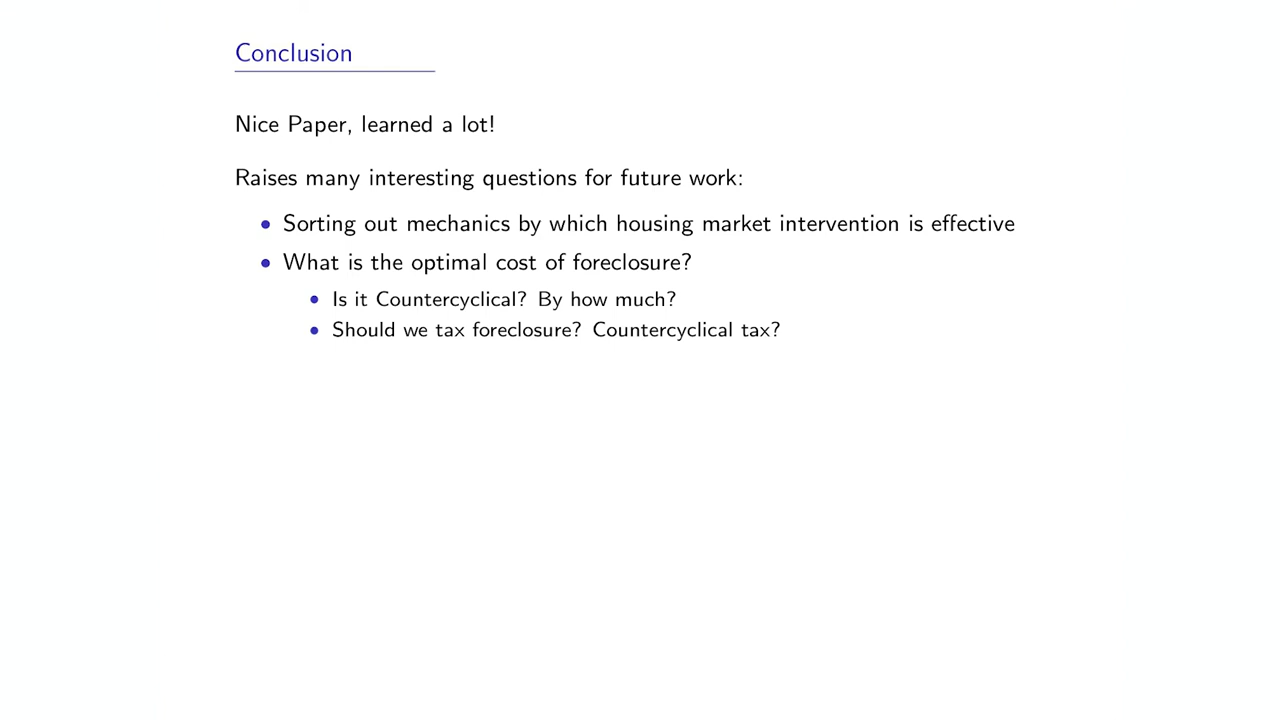 Conclusion
Nice Paper, learned a lot!
Raises many interesting questions for future work:
• Sorting out mechanics by which housing market intervention is effective
• What is the optimal cost of foreclosure?
• Is it Countercyclical? By how much?
• Should we tax foreclosure? Countercyclical tax?